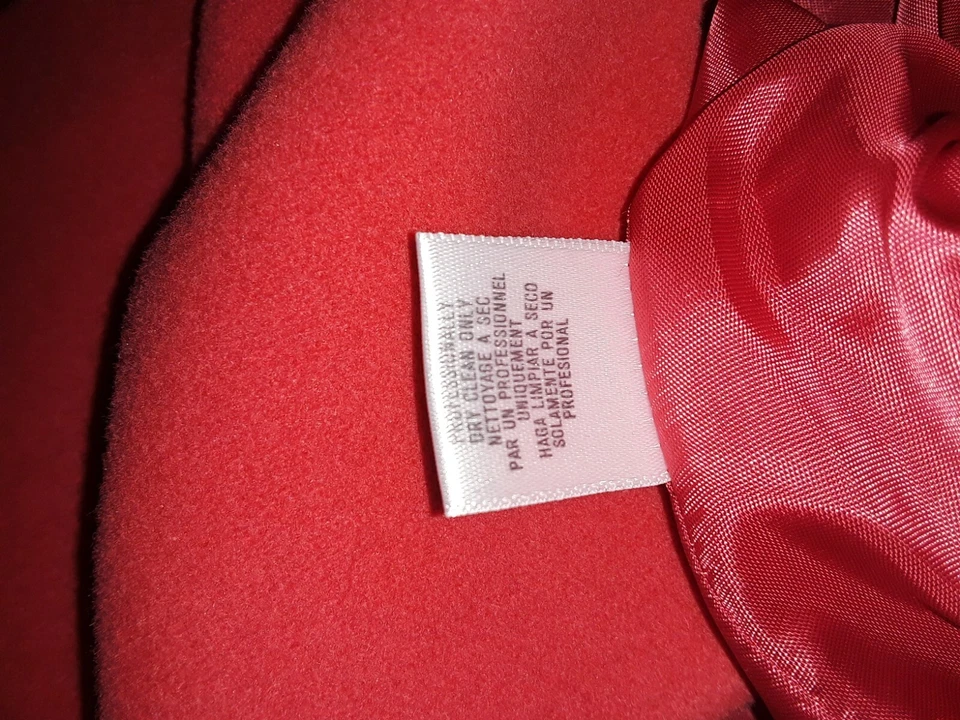 PROFESSIONALLY
DRY CLEAN ONLY
NETTOYAGE A SEC
PAR UN PROFESSIONNEL
UNIQUEMENT
HAGA LIMPIAR A SECO
SOLAMENTE POR UN
PROFESIONAL